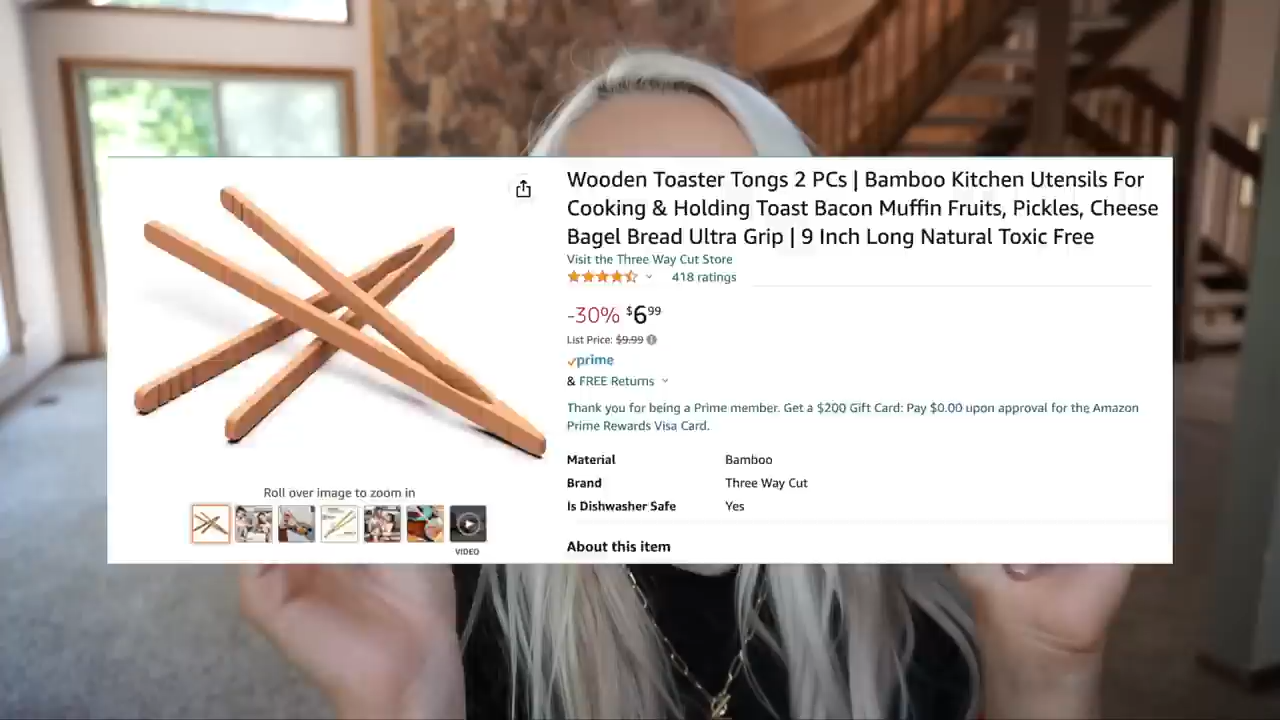 Wooden Toaster Tongs 2 PCs | Bamboo Kitchen Utensils For
Cooking & Holding Toast Bacon Muffin Fruits, Pickles, Cheese
Bagel Bread Ultra Grip | 9 Inch Long Natural Toxic Free
Visit the Three Way Cut Store
418 ratings
-30% $699
List Price: $9.99
prime
& FREE Returns
Thank you for being a Prime member. Get a $200 Gift Card: Pay $0.00 upon approval for the Amazon
Prime Rewards Visa Card.
Material Bamboo
Brand Three Way Cut
Is Dishwasher Safe Yes
About this item
Roll over image to zoom in
VIDEO